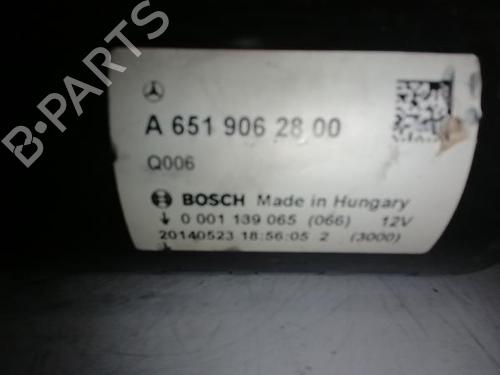 A 651 906 28 00
Q006
BOSCH Made in Hungary
0 001 139 065 (066) 12V
20140523 18:56:05 2 (3000)
B-PARTS